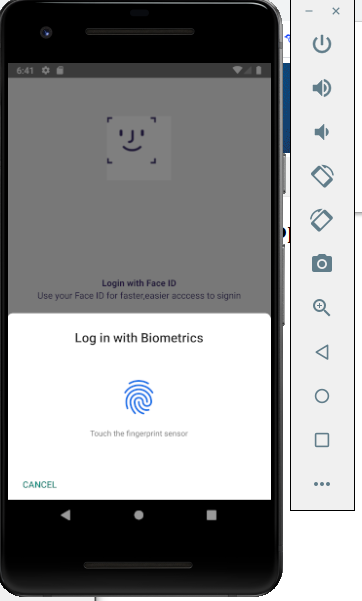 6:41
Login with Face ID
Use your Face ID for faster,easier acccess to signin
Log in with Biometrics
Touch the fingerprint sensor
CANCEL